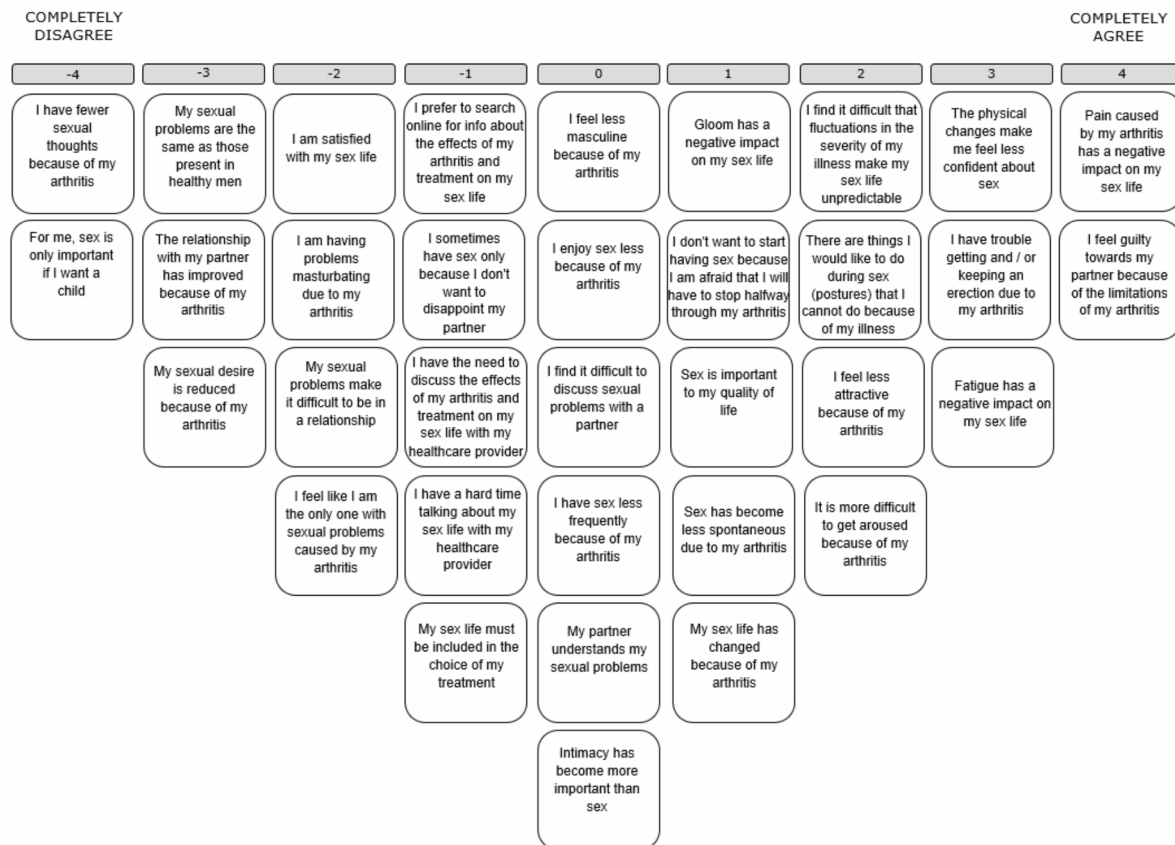 COMPLETELY
DISAGREE
COMPLETELY
AGREE
-4
-3
-2
-1
0
1
2
3
4
I have fewer
sexual
thoughts
because of my
arthritis
My sexual
problems are the
same as those
present in
healthy men
I am satisfied
with my sex life
I prefer to search
online for info about
the effects of my
arthritis and
treatment on my
sex life
I feel less
masculine
because of my
arthritis
Gloom has a
negative impact
on my sex life
I find it difficult that
fluctuations in the
severity of my
illness make my
sex life
unpredictable
The physical
changes make
me feel less
confident about
sex
Pain caused
by my arthritis
has a negative
impact on my
sex life
For me, sex is
only important
if I want a
child
The relationship
with my partner
has improved
because of my
arthritis
I am having
problems
masturbating
due to my
arthritis
I sometimes
have sex only
because I don't
want to
disappoint my
partner
I enjoy sex less
because of my
arthritis
I don't want to start
having sex because
I am afraid that I will
have to stop halfway
through my arthritis
There are things I
would like to do
during sex
(postures) that I
cannot do because
of my illness
I have trouble
getting and / or
keeping an
erection due to
my arthritis
I feel guilty
towards my
partner because
of the limitations
of my arthritis
My sexual desire
is reduced
because of my
arthritis
My sexual
problems make
it difficult to be in
a relationship
I have the need to
discuss the effects
of my arthritis and
treatment on my
sex life with my
healthcare provider
I find it difficult to
discuss sexual
problems with a
partner
Sex is important
to my quality of
life
I feel less
attractive
because of my
arthritis
Fatigue has a
negative impact on
my sex life
I feel like I am
the only one with
sexual problems
caused by my
arthritis
I have a hard time
talking about my
sex life with my
healthcare
provider
I have sex less
frequently
because of my
arthritis
Sex has become
less spontaneous
due to my arthritis
It is more difficult
to get aroused
because of my
arthritis
My sex life must
be included in the
choice of my
treatment
My partner
understands my
sexual problems
My sex life has
changed
because of my
arthritis
Intimacy has
become more
important than
sex